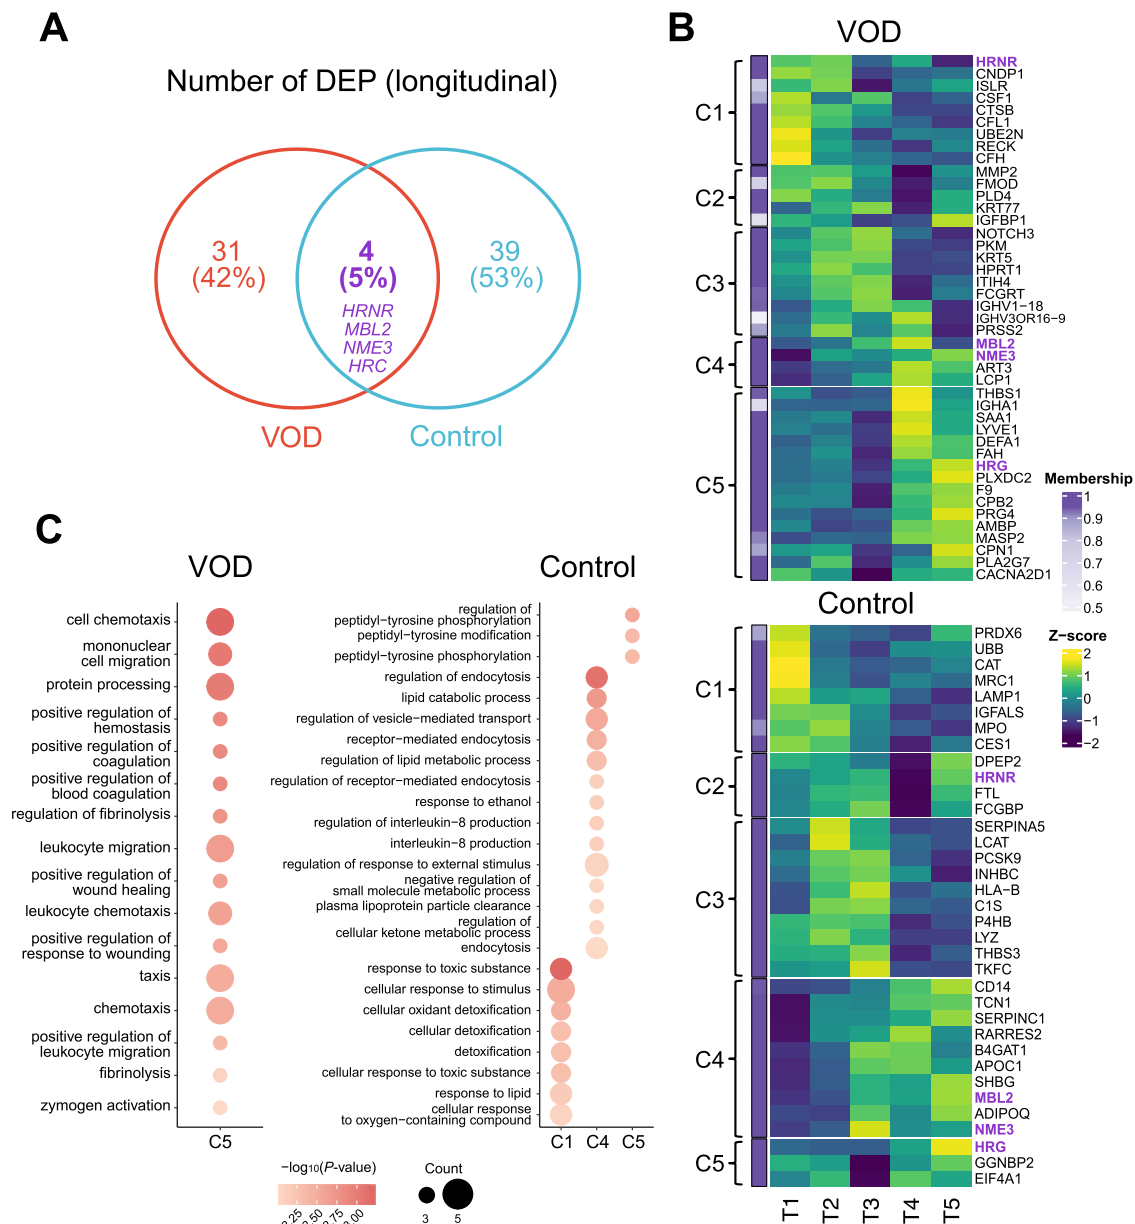 A
Number of DEP (longitudinal)
31
(42%)
4
(5%)
39
(53%)
HRNR
MBL2
NME3
HRC
VOD
Control
B
VOD
C1
C2
C3
C4
C5
HRNR
CNDP1
ISLR
CSF1
CTSB
CFL1
UBE2N
RECK
CFH
MMP2
FMOD
PLD4
KRT77
IGFBP1
NOTCH3
PKM
KRT5
HPRT1
ITIH4
FCGRT
IGHV1−18
IGHV3OR16−9
PRSS2
MBL2
NME3
ART3
LCP1
THBS1
IGHA1
SAA1
LYVE1
DEFA1
FAH
HRG
PLXDC2
F9
CPB2
PRG4
AMBP
MASP2
CPN1
PLA2G7
CACNA2D1
Membership
1
0.9
0.8
0.7
0.6
0.5
Z−score
2
1
0
−1
−2
Control
C1
C2
C3
C4
C5
PRDX6
UBB
CAT
MRC1
LAMP1
IGFALS
MPO
CES1
DPEP2
HRNR
FTL
FCGBP
SERPINA5
LCAT
PCSK9
INHBC
HLA−B
C1S
P4HB
LYZ
THBS3
TKFC
CD14
TCN1
SERPINC1
RARRES2
B4GAT1
APOC1
SHBG
MBL2
ADIPOQ
NME3
HRG
GGNBP2
EIF4A1
T1 T2 T3 T4 T5
C
VOD
cell chemotaxis
mononuclear
cell migration
protein processing
positive regulation of
hemostasis
positive regulation of
coagulation
positive regulation of
blood coagulation
regulation of fibrinolysis
leukocyte migration
positive regulation of
wound healing
leukocyte chemotaxis
positive regulation of
response to wounding
taxis
chemotaxis
positive regulation of
leukocyte migration
fibrinolysis
zymogen activation
C5
Control
regulation of
peptidyl−tyrosine phosphorylation
peptidyl−tyrosine modification
peptidyl−tyrosine phosphorylation
regulation of endocytosis
lipid catabolic process
regulation of vesicle−mediated transport
receptor−mediated endocytosis
regulation of lipid metabolic process
regulation of receptor−mediated endocytosis
response to ethanol
regulation of interleukin−8 production
interleukin−8 production
regulation of response to external stimulus
negative regulation of
small molecule metabolic process
plasma lipoprotein particle clearance
regulation of
cellular ketone metabolic process
endocytosis
response to toxic substance
cellular response to stimulus
cellular oxidant detoxification
cellular detoxification
detoxification
cellular response to toxic substance
response to lipid
cellular response
to oxygen−containing compound
C1 C4 C5
−log10(P-value)
Count
3 5